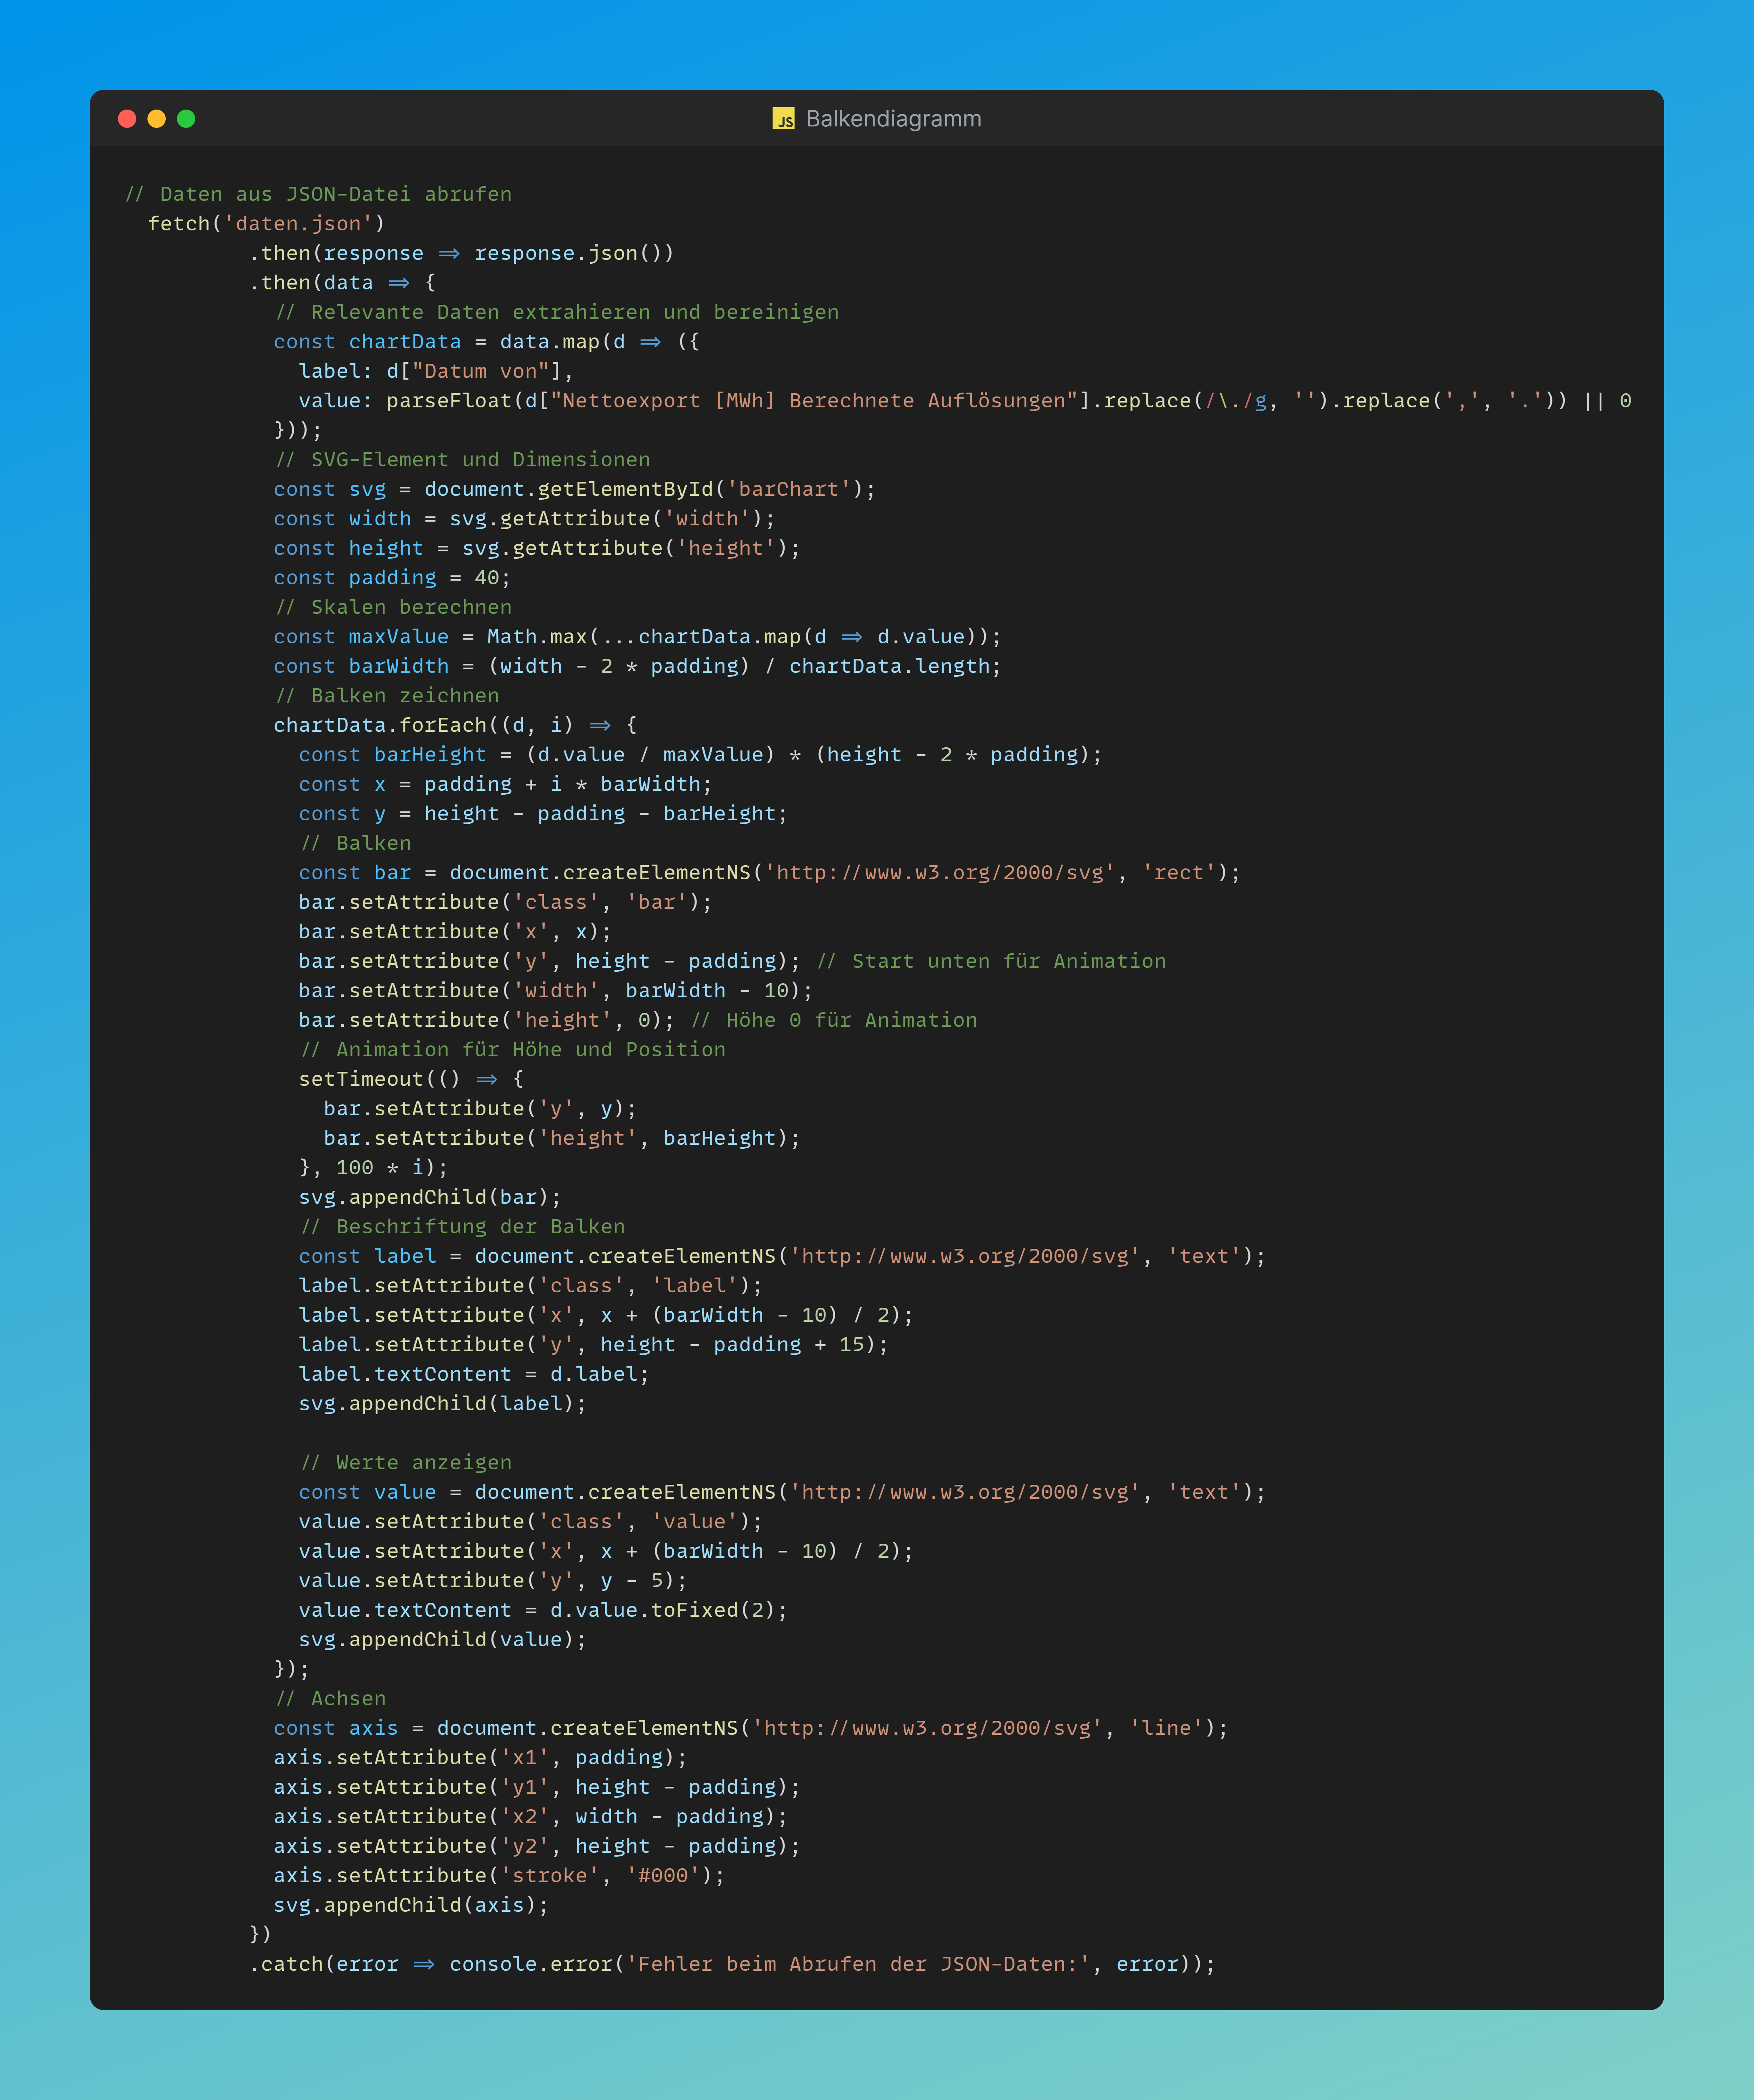 JS Balkendiagramm
// Daten aus JSON-Datei abrufen
  fetch('daten.json')
          .then(response => response.json())
          .then(data => {
            // Relevante Daten extrahieren und bereinigen
            const chartData = data.map(d => ({
              label: d["Datum von"],
              value: parseFloat(d["Nettoexport [MWh] Berechnete Auflösungen"].replace(/\./g, '').replace(',', '.')) || 0
            }));
            // SVG-Element und Dimensionen
            const svg = document.getElementById('barChart');
            const width = svg.getAttribute('width');
            const height = svg.getAttribute('height');
            const padding = 40;
            // Skalen berechnen
            const maxValue = Math.max(...chartData.map(d => d.value));
            const barWidth = (width - 2 * padding) / chartData.length;
            // Balken zeichnen
            chartData.forEach((d, i) => {
              const barHeight = (d.value / maxValue) * (height - 2 * padding);
              const x = padding + i * barWidth;
              const y = height - padding - barHeight;
              // Balken
              const bar = document.createElementNS('http://www.w3.org/2000/svg', 'rect');
              bar.setAttribute('class', 'bar');
              bar.setAttribute('x', x);
              bar.setAttribute('y', height - padding); // Start unten für Animation
              bar.setAttribute('width', barWidth - 10);
              bar.setAttribute('height', 0); // Höhe 0 für Animation
              // Animation für Höhe und Position
              setTimeout(() => {
                bar.setAttribute('y', y);
                bar.setAttribute('height', barHeight);
              }, 100 * i);
              svg.appendChild(bar);
              // Beschriftung der Balken
              const label = document.createElementNS('http://www.w3.org/2000/svg', 'text');
              label.setAttribute('class', 'label');
              label.setAttribute('x', x + (barWidth - 10) / 2);
              label.setAttribute('y', height - padding + 15);
              label.textContent = d.label;
              svg.appendChild(label);

              // Werte anzeigen
              const value = document.createElementNS('http://www.w3.org/2000/svg', 'text');
              value.setAttribute('class', 'value');
              value.setAttribute('x', x + (barWidth - 10) / 2);
              value.setAttribute('y', y - 5);
              value.textContent = d.value.toFixed(2);
              svg.appendChild(value);
            });
            // Achsen
            const axis = document.createElementNS('http://www.w3.org/2000/svg', 'line');
            axis.setAttribute('x1', padding);
            axis.setAttribute('y1', height - padding);
            axis.setAttribute('x2', width - padding);
            axis.setAttribute('y2', height - padding);
            axis.setAttribute('stroke', '#000');
            svg.appendChild(axis);
          })
          .catch(error => console.error('Fehler beim Abrufen der JSON-Daten:', error));